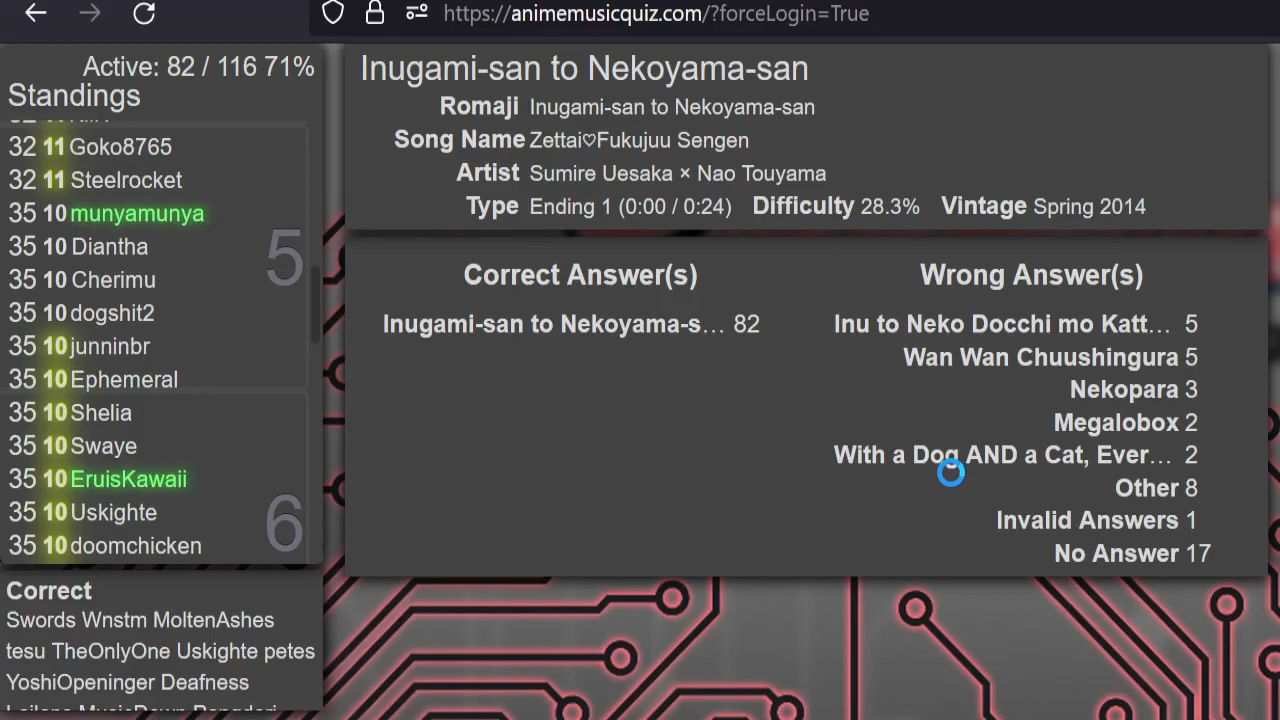 https://animemusicquiz.com/?forceLogin=True
Active: 82 / 116 71%
Standings
32 11 Goko8765
32 11 Steelrocket
35 10 munyamunya
35 10 Diantha
5
35 10 Cherimu
35 10 dogshit2
35 10 junninbr
35 10 Ephemeral
35 10 Shelia
35 10 Swaye
35 10 EruisKawaii
35 10 Uskighte
6
35 10 doomchicken
Correct
Swords Wnstm MoltenAshes
tesu TheOnlyOne Uskighte petes
YoshiOpeninger Deafness
Inugami-san to Nekoyama-san
Romaji Inugami-san to Nekoyama-san
Song Name Zettai♡Fukujuu Sengen
Artist Sumire Uesaka × Nao Touyama
Type Ending 1 (0:00 / 0:24) Difficulty 28.3% Vintage Spring 2014
Correct Answer(s)
Inugami-san to Nekoyama-s... 82
Wrong Answer(s)
Inu to Neko Docchi mo Katt... 5
Wan Wan Chuushingura 5
Nekopara 3
Megalobox 2
With a Dog AND a Cat, Ever... 2
Other 8
Invalid Answers 1
No Answer 17